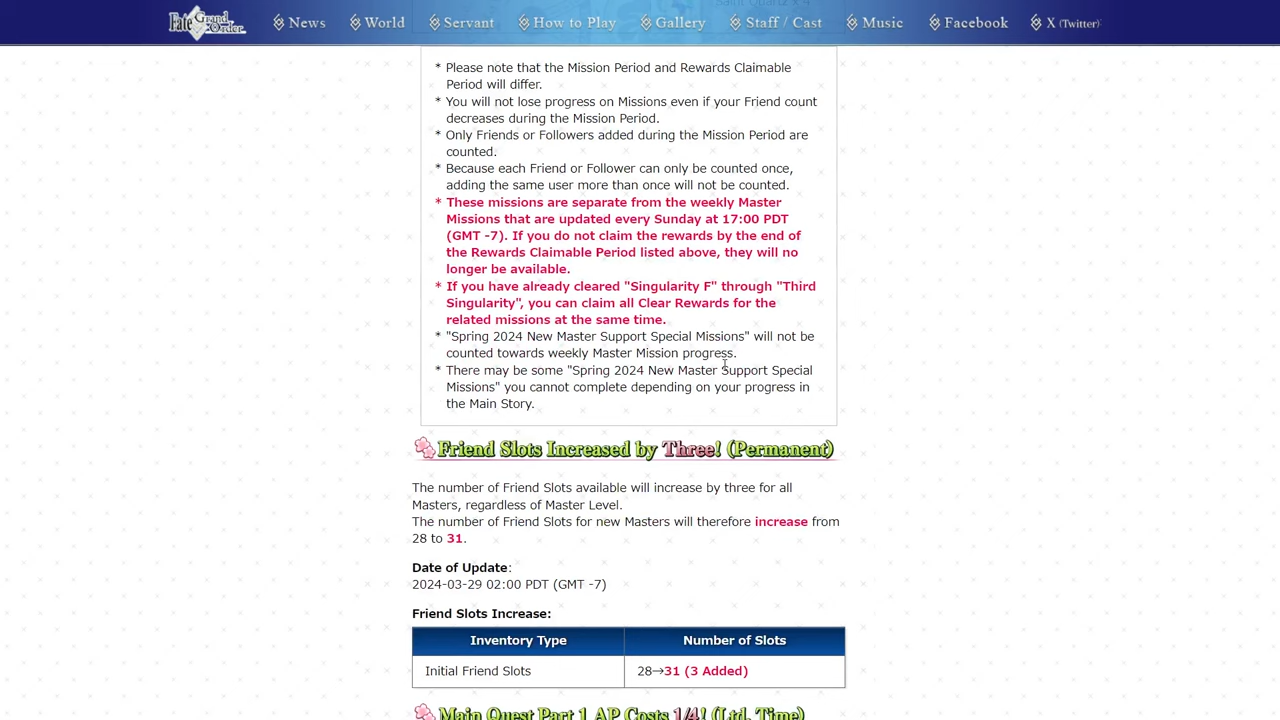 Saint Quartz x 4
Fate Grand Order
News
World
Servant
How to Play
Gallery
Staff / Cast
Music
Facebook
X (Twitter)
* Please note that the Mission Period and Rewards Claimable
Period will differ.
* You will not lose progress on Missions even if your Friend count
decreases during the Mission Period.
* Only Friends or Followers added during the Mission Period are
counted.
* Because each Friend or Follower can only be counted once,
adding the same user more than once will not be counted.
* These missions are separate from the weekly Master
Missions that are updated every Sunday at 17:00 PDT
(GMT -7). If you do not claim the rewards by the end of
the Rewards Claimable Period listed above, they will no
longer be available.
* If you have already cleared "Singularity F" through "Third
Singularity", you can claim all Clear Rewards for the
related missions at the same time.
* "Spring 2024 New Master Support Special Missions" will not be
counted towards weekly Master Mission progress.
* There may be some "Spring 2024 New Master Support Special
Missions" you cannot complete depending on your progress in
the Main Story.
Friend Slots Increased by Three! (Permanent)
The number of Friend Slots available will increase by three for all
Masters, regardless of Master Level.
The number of Friend Slots for new Masters will therefore increase from
28 to 31.
Date of Update:
2024-03-29 02:00 PDT (GMT -7)
Friend Slots Increase:
Inventory Type
Number of Slots
Initial Friend Slots
28→31 (3 Added)
Main Quest Part 1 AP Costs 1/4! (Ltd. Time)